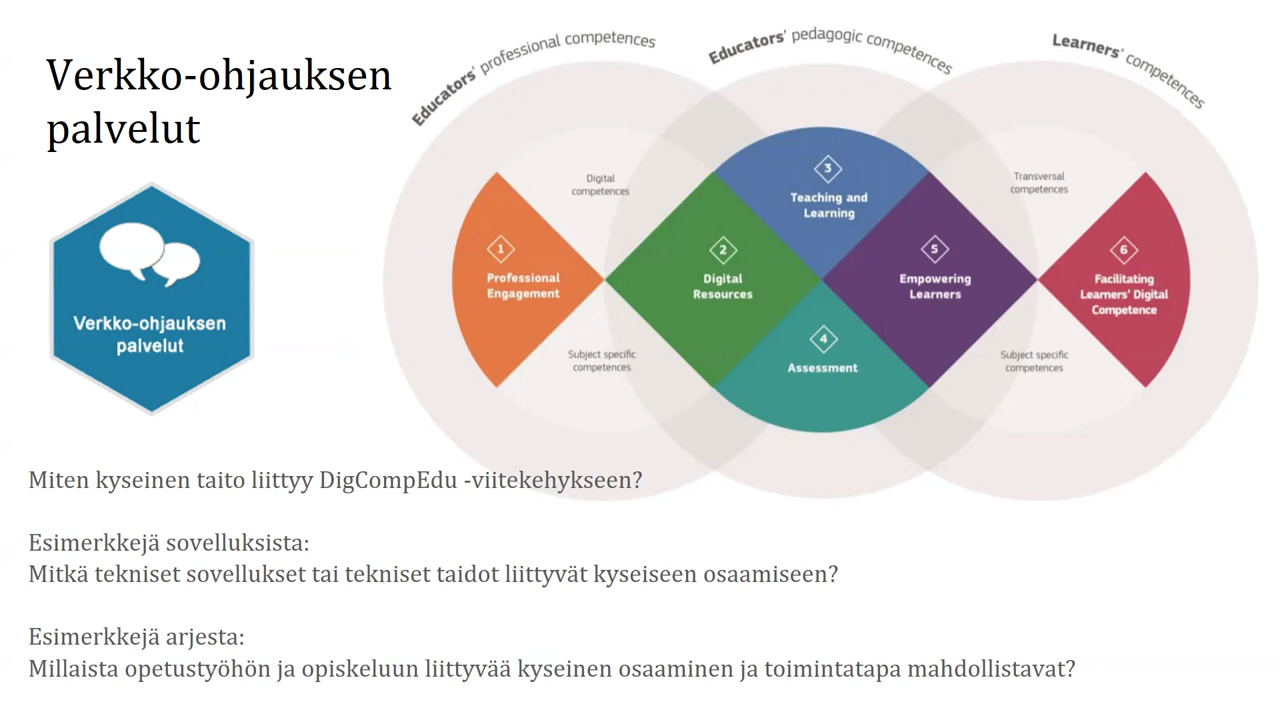 Verkko-ohjauksen
palvelut
Verkko-ohjauksen
palvelut
Educators' professional competences
Educators' pedagogic competences
Learners' competences
Digital
competences
Transversal
competences
1
Professional
Engagement
2
Digital
Resources
3
Teaching and
Learning
4
Assessment
5
Empowering
Learners
6
Facilitating
Learners' Digital
Competence
Subject specific
competences
Subject specific
competences
Miten kyseinen taito liittyy DigCompEdu -viitekehykseen?
Esimerkkejä sovelluksista:
Mitkä tekniset sovellukset tai tekniset taidot liittyvät kyseiseen osaamiseen?
Esimerkkejä arjesta:
Millaista opetustyöhön ja opiskeluun liittyvää kyseinen osaaminen ja toimintatapa mahdollistavat?